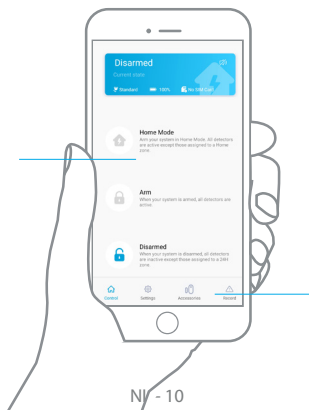 Disarmed
Current state
Standard 100% No SIM Card
Home Mode
Arm your system in Home Mode. All detectors
are active except those assigned to a Home
zone.
Arm
When your system is armed, all detectors are
active.
Disarmed
When your system is disarmed, all detectors
are inactive except those assigned to a 24H
zone.
Control Settings Accessories Record
NL - 10